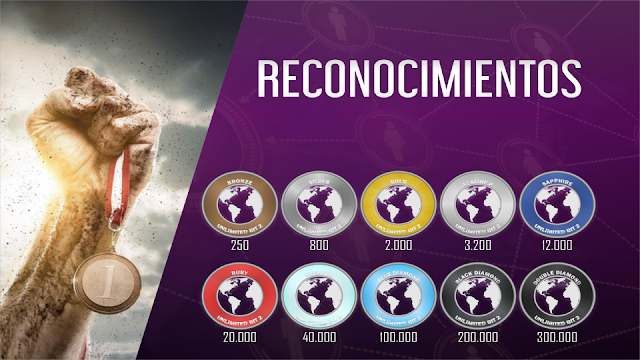 RECONOCIMIENTOS
BRONZE
UNLIMITED BIT 2
250
SILVER
UNLIMITED BIT 2
800
GOLD
UNLIMITED BIT 2
2.000
PLATINUM
UNLIMITED BIT 2
3.200
SAPPHIRE
UNLIMITED BIT 2
12.000
RUBY
UNLIMITED BIT 2
20.000
UNLIMITED BIT 2
40.000
DIAMOND
UNLIMITED BIT 2
100.000
BLACK DIAMOND
UNLIMITED BIT 2
200.000
DOUBLE DIAMOND
UNLIMITED BIT 2
300.000
1